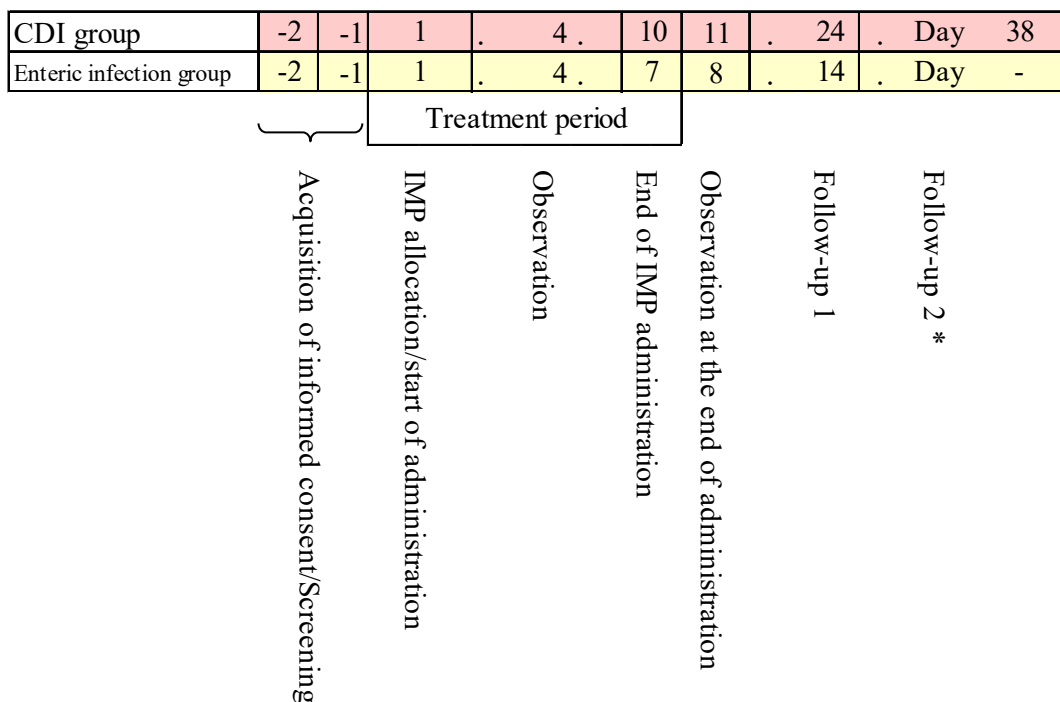 CDI group -2 -1 1 . 4 . 10 11 . 24 . Day 38
Enteric infection group -2 -1 1 . 4 . 7 8 . 14 . Day -
Treatment period
Acquisition of informed consent/Screening
IMP allocation/start of administration
Observation
End of IMP administration
Observation at the end of administration
Follow-up 1
Follow-up 2 *